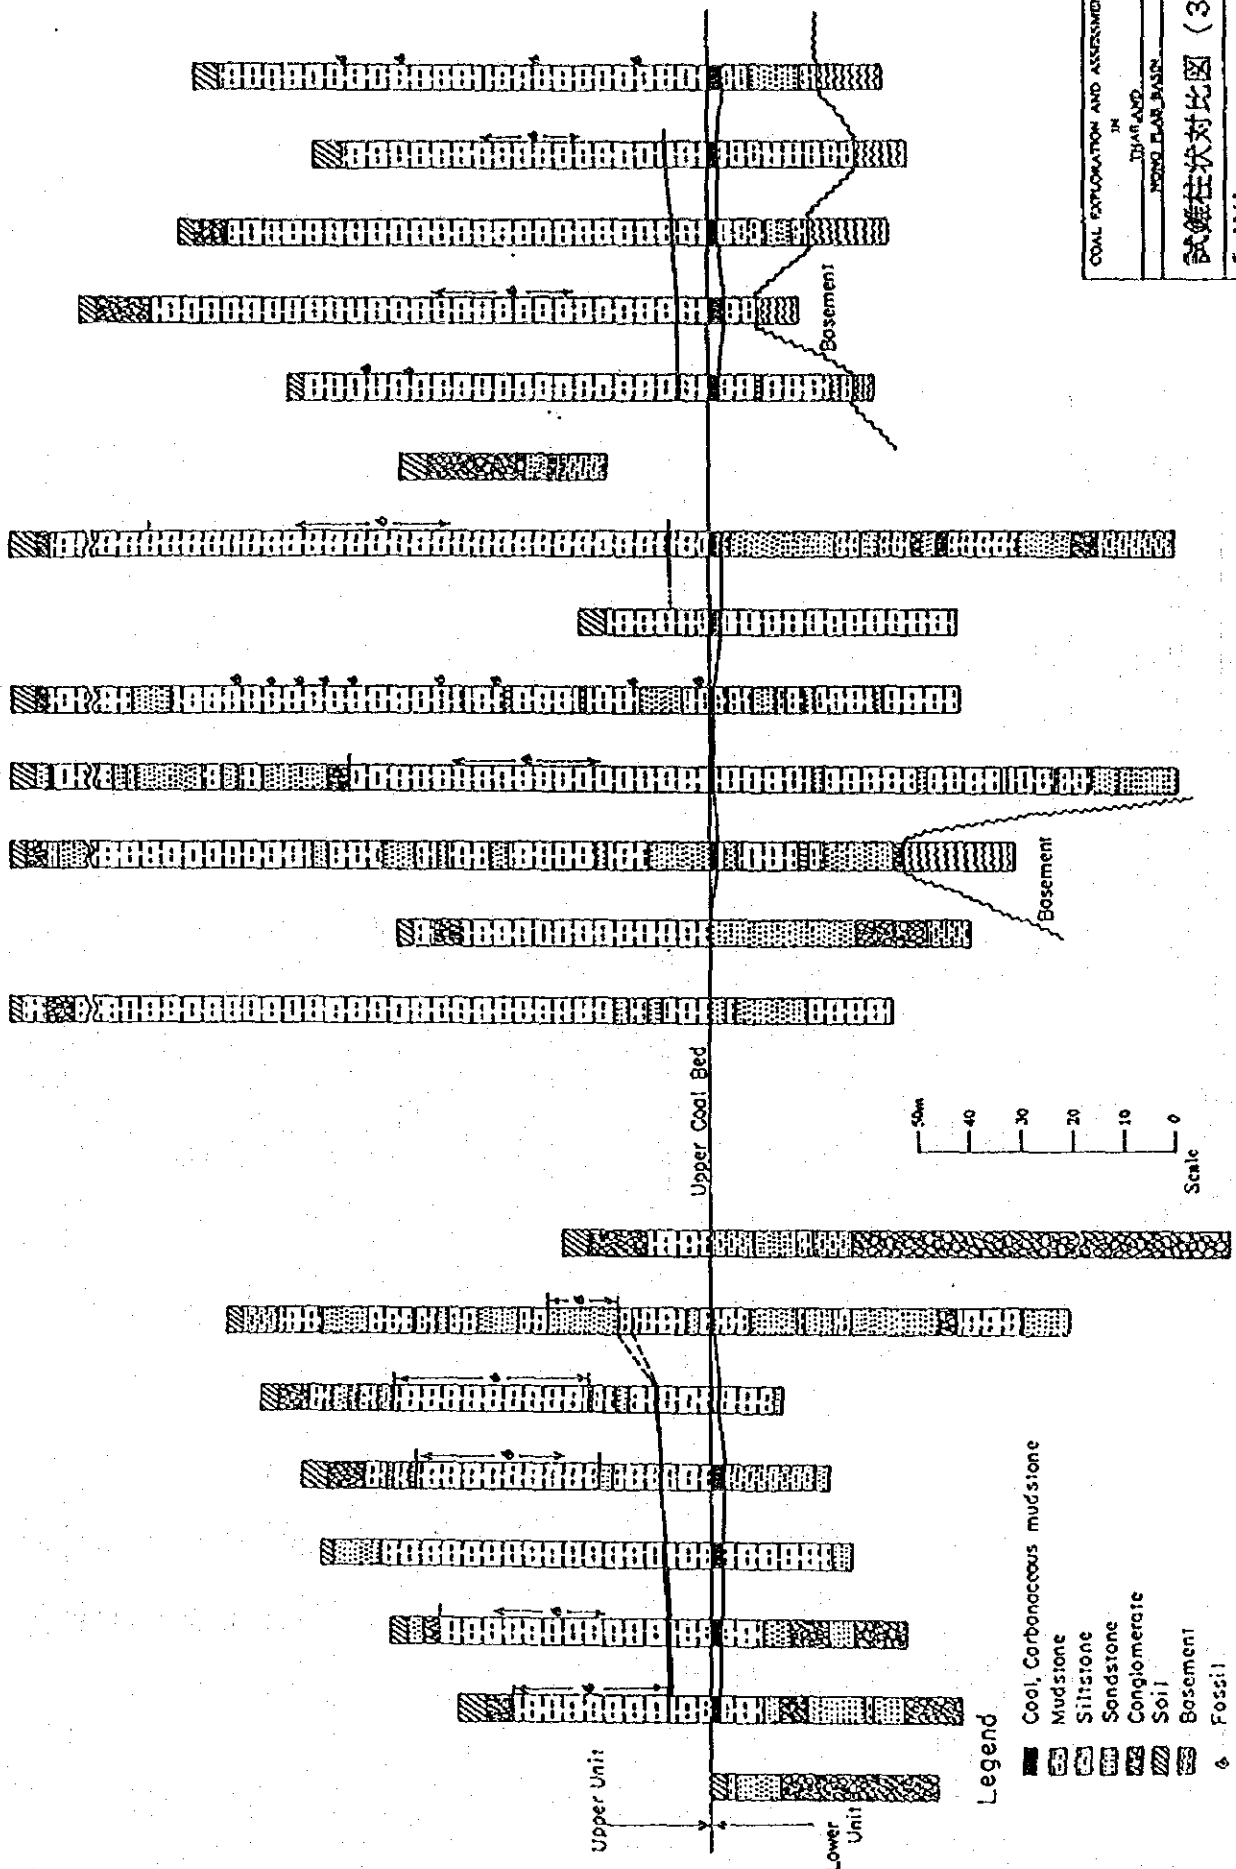 COAL EXPLORATION AND ASSESSMENT
IN
THAILAND
試錐柱状対比図 (3
Basement
Basement
Upper Coal Bed
50m
40
30
20
10
0
Scale
Upper Unit
Lower
Unit
Legend
Coal, Carbonaceous mudstone
Mudstone
Siltstone
Sandstone
Conglomerate
Soil
Basement
Fossil